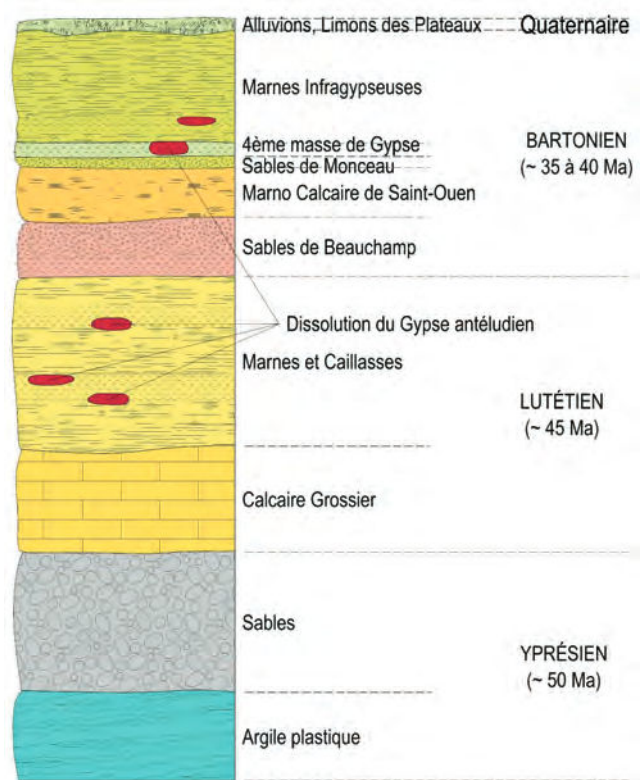 Alluvions, Limons des Plateaux
Quaternaire
Marnes Infragypseuses
4ème masse de Gypse
BARTONIEN
(~ 35 à 40 Ma)
Sables de Monceau
Marno Calcaire de Saint-Ouen
Sables de Beauchamp
Dissolution du Gypse antéludien
Marnes et Caillasses
LUTÉTIEN
(~ 45 Ma)
Calcaire Grossier
Sables
YPRÉSIEN
(~ 50 Ma)
Argile plastique